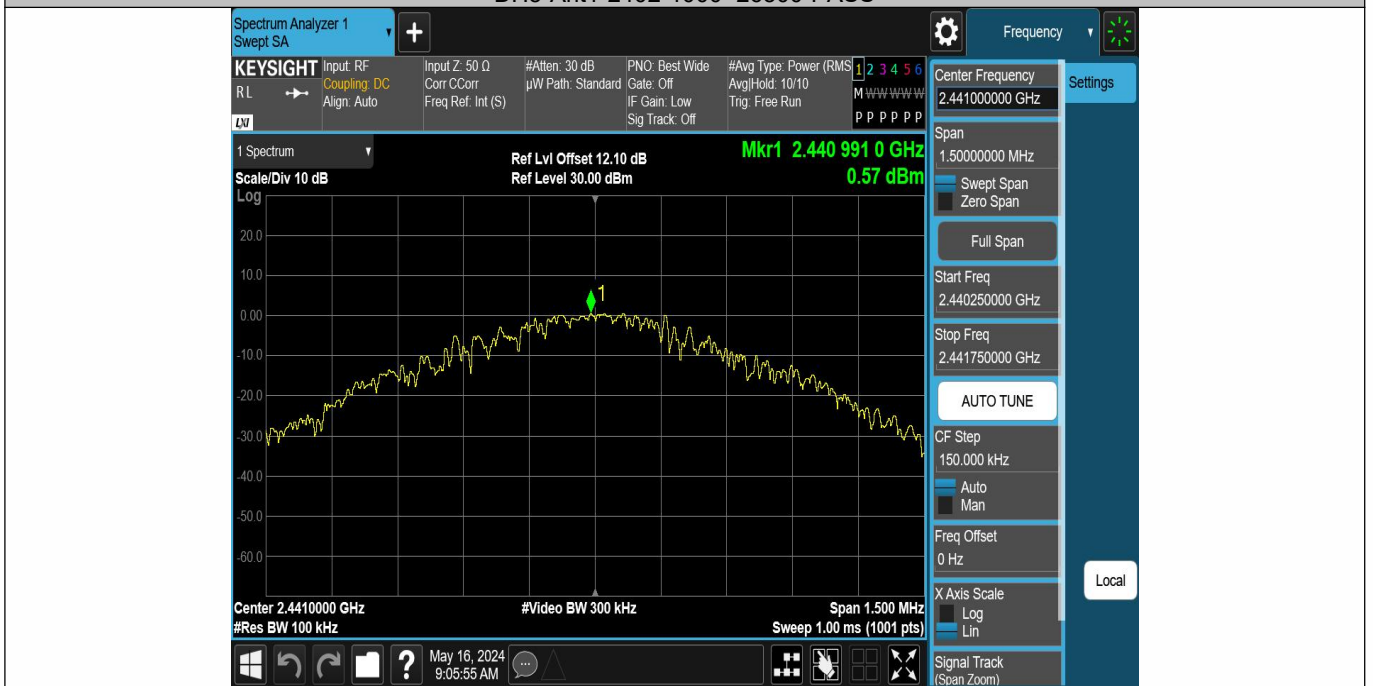 Spectrum Analyzer 1
Swept SA
Frequency
KEYSIGHT
RL
LXI
Input: RF
Coupling: DC
Align: Auto
Input Z: 50 Ω
Corr CCorr
Freq Ref: Int (S)
#Atten: 30 dB
µW Path: Standard
PNO: Best Wide
Gate: Off
IF Gain: Low
Sig Track: Off
#Avg Type: Power (RMS
Avg|Hold: 10/10
Trig: Free Run
1 2 3 4 5 6
M W W W W W
P P P P P P
1 Spectrum
Scale/Div 10 dB
Log
Ref Lvl Offset 12.10 dB
Ref Level 30.00 dBm
Mkr1 2.440 991 0 GHz
0.57 dBm
20.0
10.0
0.00
-10.0
-20.0
-30.0
-40.0
-50.0
-60.0
1
Center 2.4410000 GHz
#Res BW 100 kHz
#Video BW 300 kHz
Span 1.500 MHz
Sweep 1.00 ms (1001 pts)
Center Frequency
2.441000000 GHz
Settings
Span
1.50000000 MHz
Swept Span
Zero Span
Full Span
Start Freq
2.440250000 GHz
Stop Freq
2.441750000 GHz
AUTO TUNE
CF Step
150.000 kHz
Auto
Man
Freq Offset
0 Hz
X Axis Scale
Log
Lin
Local
Signal Track
(Span Zoom)
?
May 16, 2024
9:05:55 AM